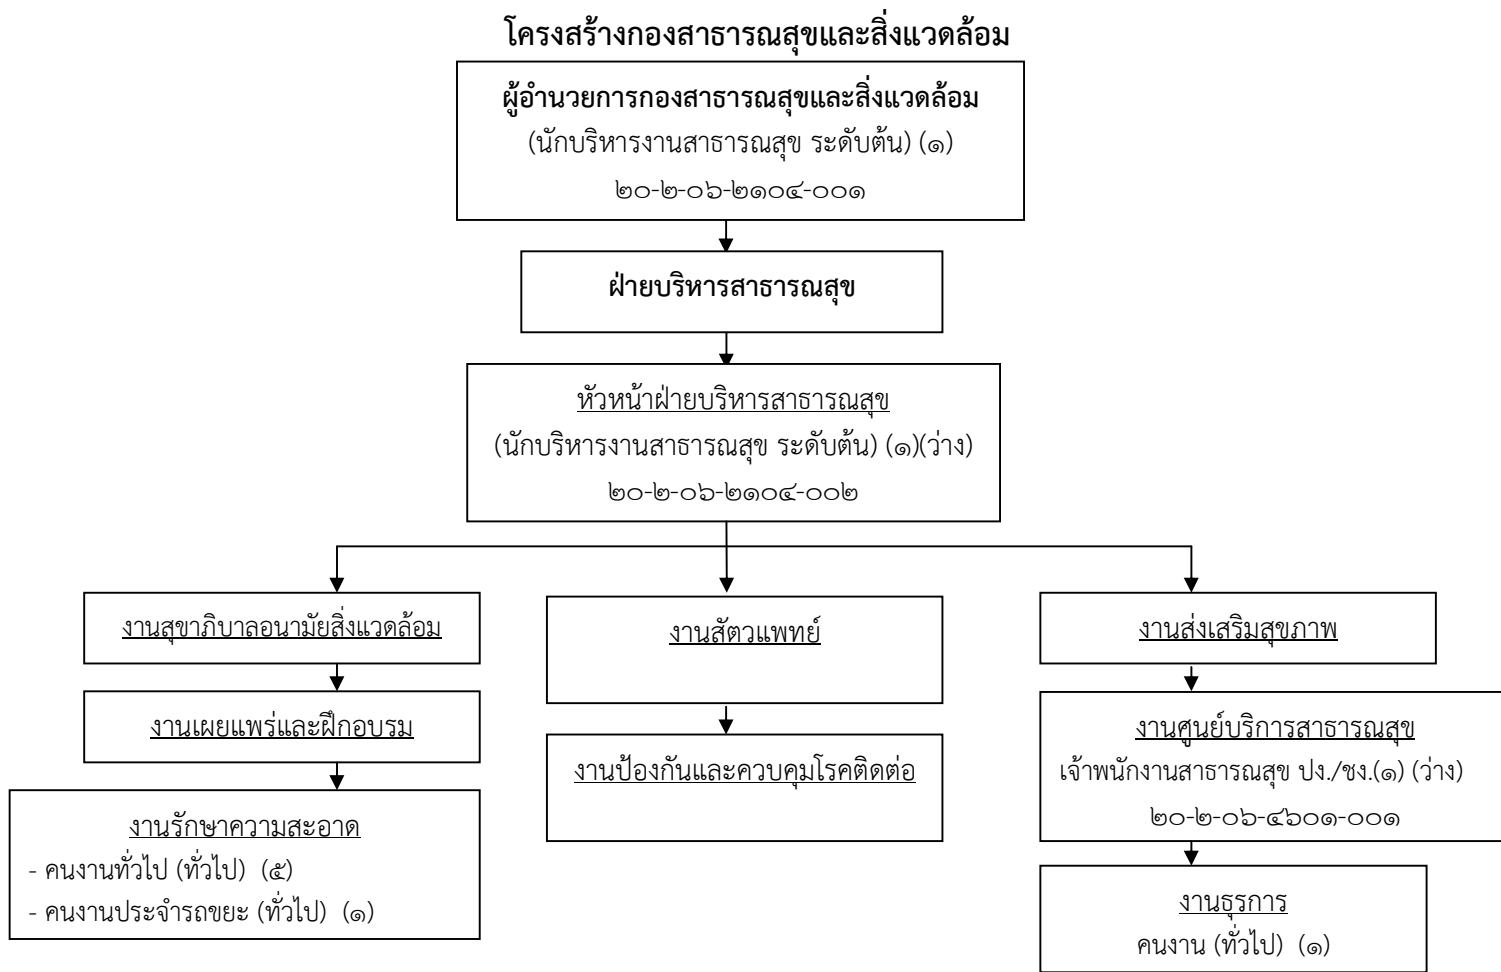 โครงสร้างกองสาธารณสุขและสิ่งแวดล้อม
ผู้อำนวยการกองสาธารณสุขและสิ่งแวดล้อม
(นักบริหารงานสาธารณสุข ระดับต้น) (๑)
๒๐-๒-๐๖-๒๑๐๔-๐๐๑
ฝ่ายบริหารสาธารณสุข
หัวหน้าฝ่ายบริหารสาธารณสุข
(นักบริหารงานสาธารณสุข ระดับต้น) (๑)(ว่าง)
๒๐-๒-๐๖-๒๑๐๔-๐๐๒
งานสุขาภิบาลอนามัยสิ่งแวดล้อม
งานเผยแพร่และฝึกอบรม
งานรักษาความสะอาด
- คนงานทั่วไป (ทั่วไป) (๕)
- คนงานประจำรถขยะ (ทั่วไป) (๑)
งานสัตวแพทย์
งานป้องกันและควบคุมโรคติดต่อ
งานส่งเสริมสุขภาพ
งานศูนย์บริการสาธารณสุข
เจ้าพนักงานสาธารณสุข ปง./ชง.(๑) (ว่าง)
๒๐-๒-๐๖-๔๖๐๑-๐๐๑
งานธุรการ
คนงาน (ทั่วไป) (๑)